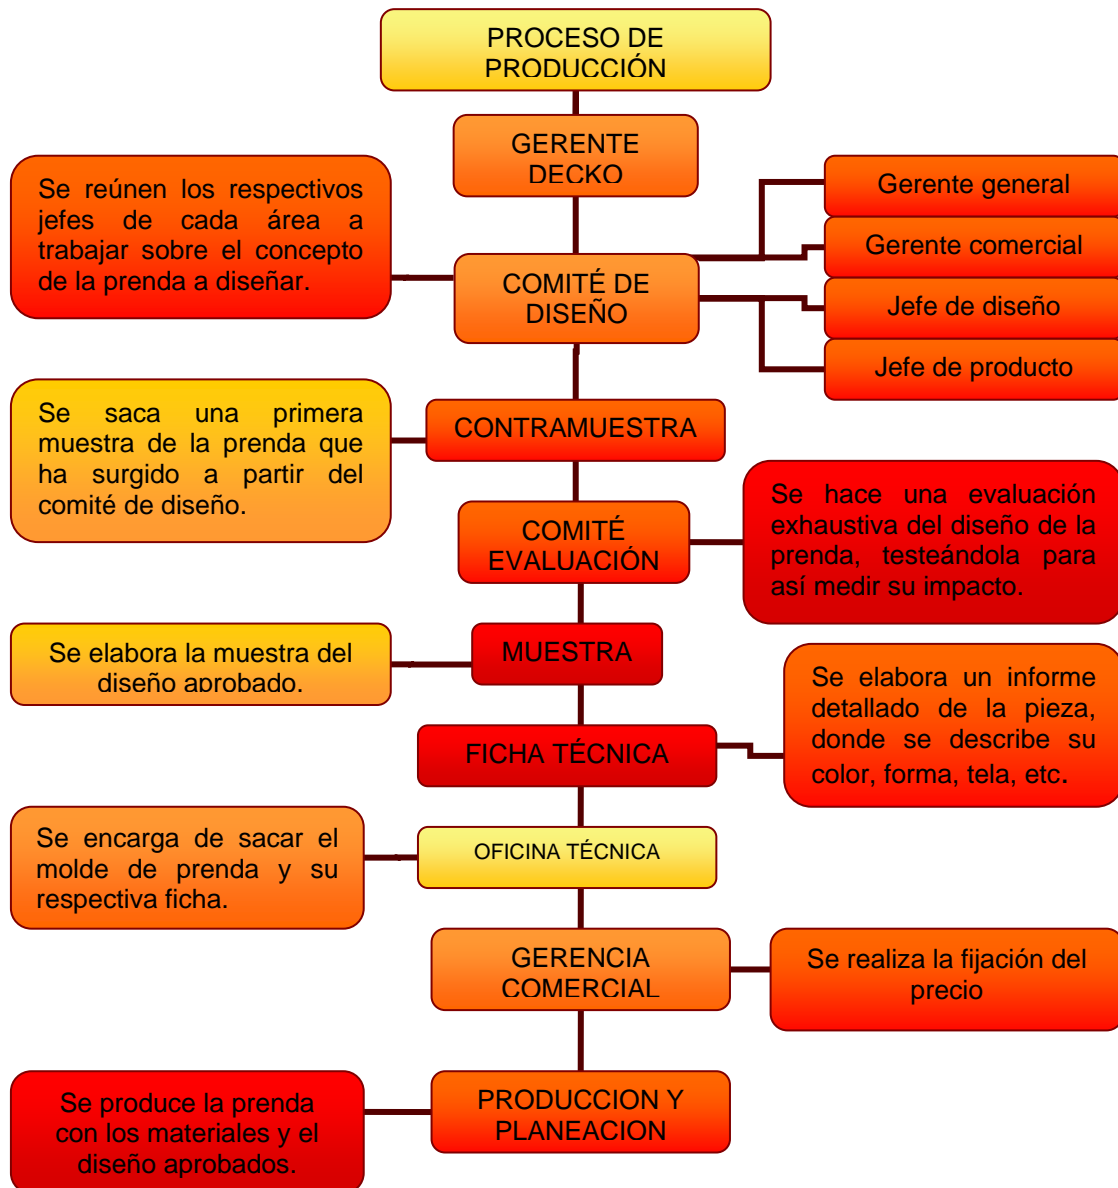 PROCESO DE
PRODUCCIÓN
GERENTE
DECKO
Se reúnen los respectivos
jefes de cada área a
trabajar sobre el concepto
de la prenda a diseñar.
COMITÉ DE
DISEÑO
Gerente general
Gerente comercial
Jefe de diseño
Jefe de producto
Se saca una primera
muestra de la prenda que
ha surgido a partir del
comité de diseño.
CONTRAMUESTRA
COMITÉ
EVALUACIÓN
Se hace una evaluación
exhaustiva del diseño de la
prenda, testeándola para
así medir su impacto.
Se elabora la muestra del
diseño aprobado.
MUESTRA
FICHA TÉCNICA
Se elabora un informe
detallado de la pieza,
donde se describe su
color, forma, tela, etc.
Se encarga de sacar el
molde de prenda y su
respectiva ficha.
OFICINA TÉCNICA
GERENCIA
COMERCIAL
Se realiza la fijación del
precio
Se produce la prenda
con los materiales y el
diseño aprobados.
PRODUCCION Y
PLANEACION